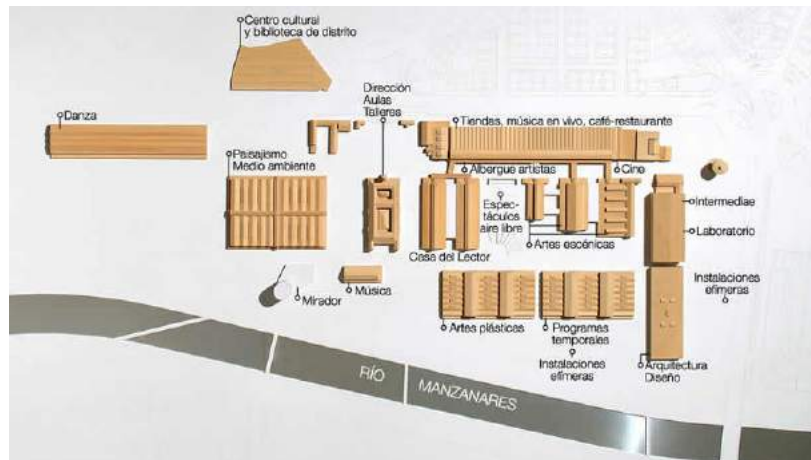 Centro cultural
y biblioteca de distrito
Dirección
Aulas
Talleres
Danza
Tiendas, música en vivo, café-restaurante
Paisajismo
Medio ambiente
Albergue artistas
Cine
Espec-
táculos
aire libre
Intermediae
Laboratorio
Artes escénicas
Casa del Lector
Instalaciones
efímeras
Mirador
Música
Artes plásticas
Programas
temporales
Instalaciones
efímeras
Arquitectura
Diseño
RÍO
MANZANARES